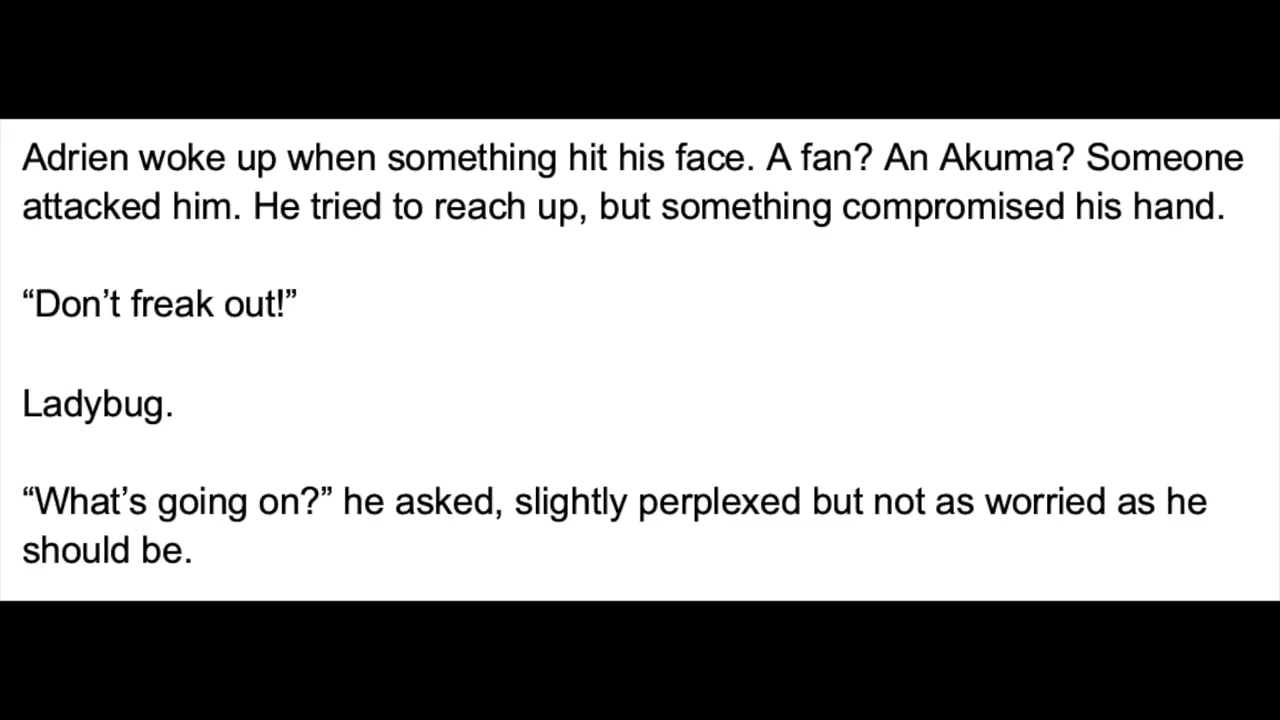 Adrien woke up when something hit his face. A fan? An Akuma? Someone
attacked him. He tried to reach up, but something compromised his hand.
“Don’t freak out!”
Ladybug.
“What’s going on?” he asked, slightly perplexed but not as worried as he
should be.